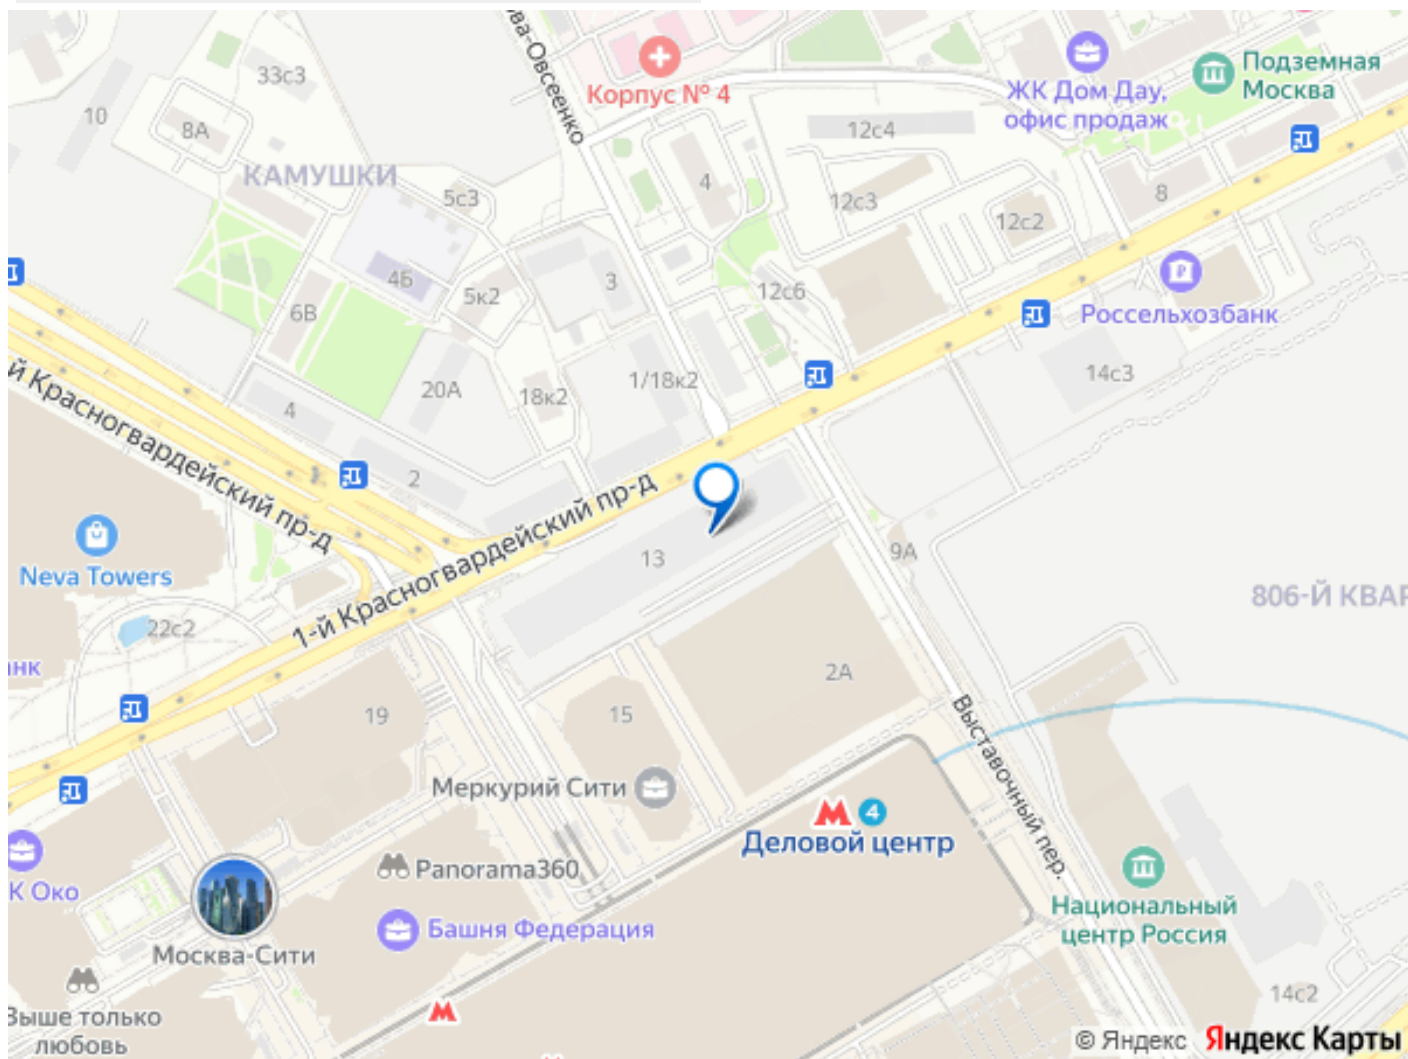 ва-Овсеенко
33с3
10
8А
КАМУШКИ
5с3
4Б
5к2
6В
3
4
Корпус № 4
12с4
ЖК Дом Дау,
офис продаж
Подземная
Москва
12с3
12с2
8
12с6
Россельхозбанк
14с3
1/18к2
20А
18к2
4
2
й Красногвардейский пр-д
1-й Красногвардейский пр-д
13
9А
806-Й КВАР
Neva Towers
22с2
анк
19
15
2А
Выставочный пер.
Меркурий Сити
4
Деловой центр
Panorama360
К Око
Башня Федерация
Москва-Сити
Национальный
центр Россия
14с2
Выше только
любовь
© Яндекс Яндекс Карты